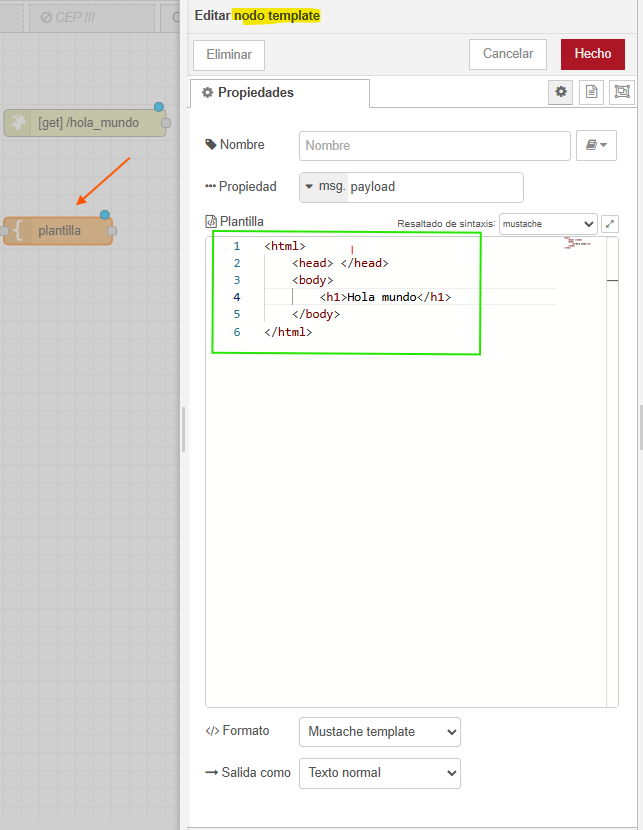 CEP III
C
[get] /hola_mundo
plantilla
Editar nodo template
Eliminar
Cancelar
Hecho
Propiedades
Nombre
Nombre
Propiedad
msg. payload
Plantilla
Resaltado de sintaxis:
mustache
1 <html>
2 <head> </head>
3 <body>
4 <h1>Hola mundo</h1>
5 </body>
6 </html>
</> Formato
Mustache template
Salida como
Texto normal